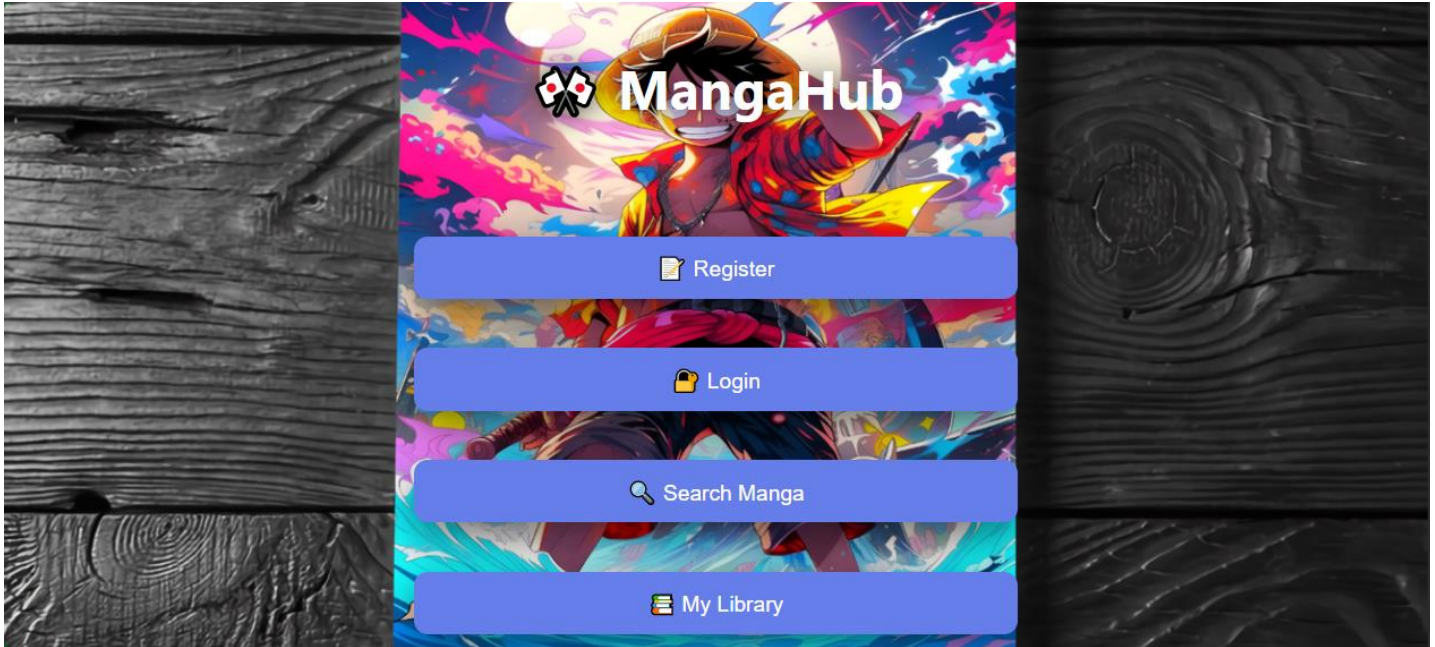 🎌 MangaHub
📝 Register
🔐 Login
🔍 Search Manga
📚 My Library